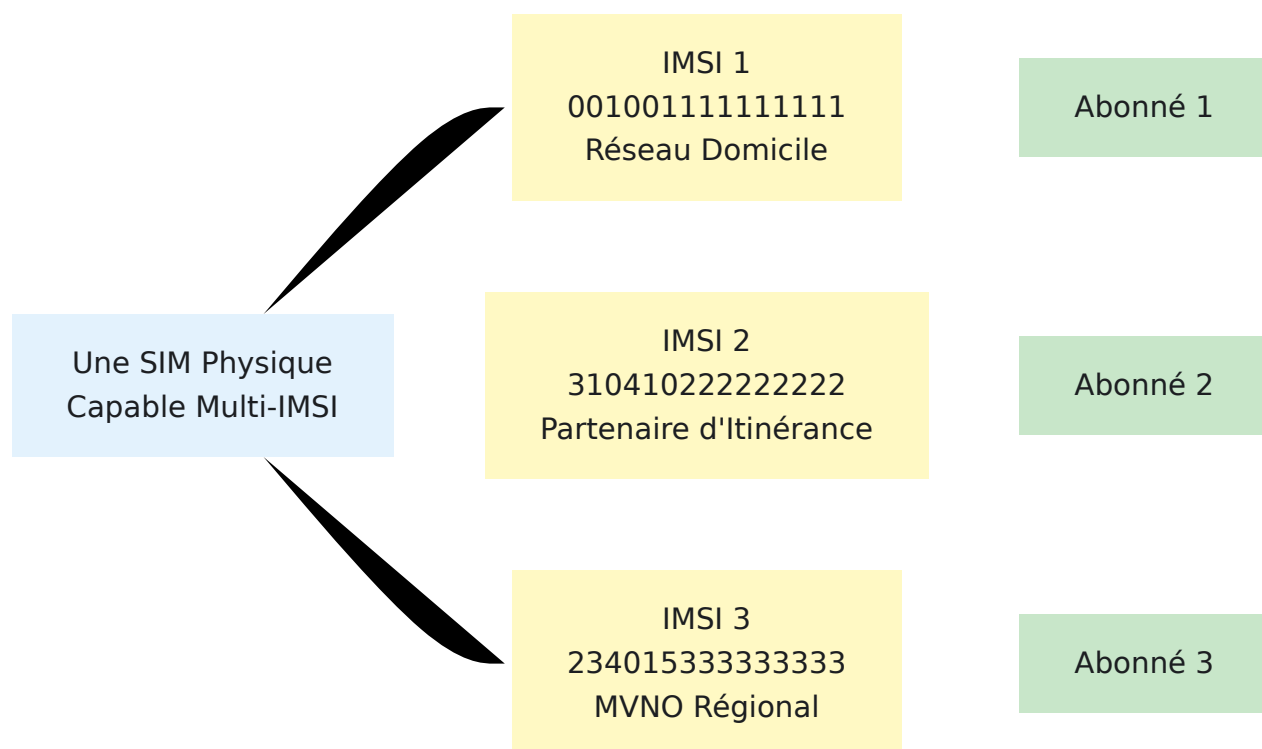 IMSI 1
001001111111111
Réseau Domicile
Abonné 1
Une SIM Physique
Capable Multi-IMSI
IMSI 2
310410222222222
Partenaire d'Itinérance
Abonné 2
IMSI 3
234015333333333
MVNO Régional
Abonné 3